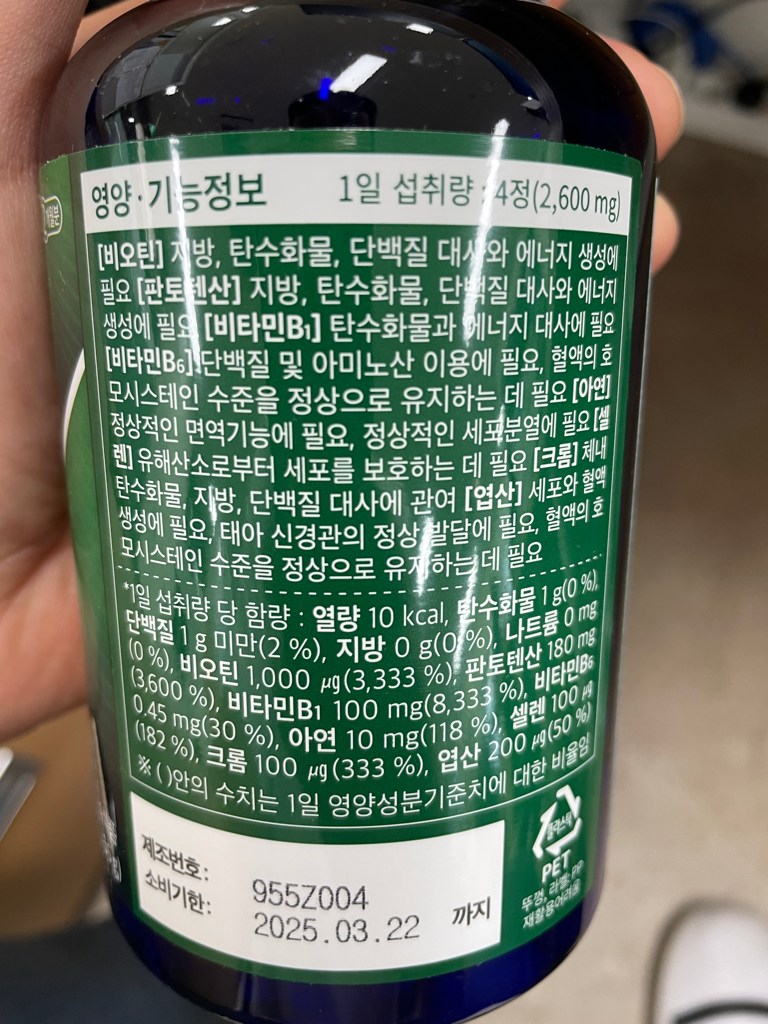 영양·기능정보 1일 섭취량 : 4정(2,600 mg)
[비오틴] 지방, 탄수화물, 단백질 대사와 에너지 생성에
필요 [판토텐산] 지방, 탄수화물, 단백질 대사와 에너지
생성에 필요 [비타민B1] 탄수화물과 에너지 대사에 필요
[비타민B6] 단백질 및 아미노산 이용에 필요, 혈액의 호
모시스테인 수준을 정상으로 유지하는 데 필요 [아연]
정상적인 면역기능에 필요, 정상적인 세포분열에 필요 [셀
렌] 유해산소로부터 세포를 보호하는 데 필요 [크롬] 체내
탄수화물, 지방, 단백질 대사에 관여 [엽산] 세포와 혈액
생성에 필요, 태아 신경관의 정상 발달에 필요, 혈액의 호
모시스테인 수준을 정상으로 유지하는 데 필요
*1일 섭취량 당 함량 : 열량 10 kcal, 탄수화물 1 g(0 %),
단백질 1 g 미만(2 %), 지방 0 g(0 %), 나트륨 0 mg
(0 %), 비오틴 1,000 μg(3,333 %), 판토텐산 180 mg
(3,600 %), 비타민B1 100 mg(8,333 %), 비타민B6
0.45 mg(30 %), 아연 10 mg(118 %), 셀렌 100 μg
(182 %), 크롬 100 μg(333 %), 엽산 200 μg(50 %)
※ ( )안의 수치는 1일 영양성분기준치에 대한 비율임
제조번호: 955Z004
소비기한: 2025.03.22 까지
플라스틱
PET
뚜껑, 라벨: PP
재활용어려움